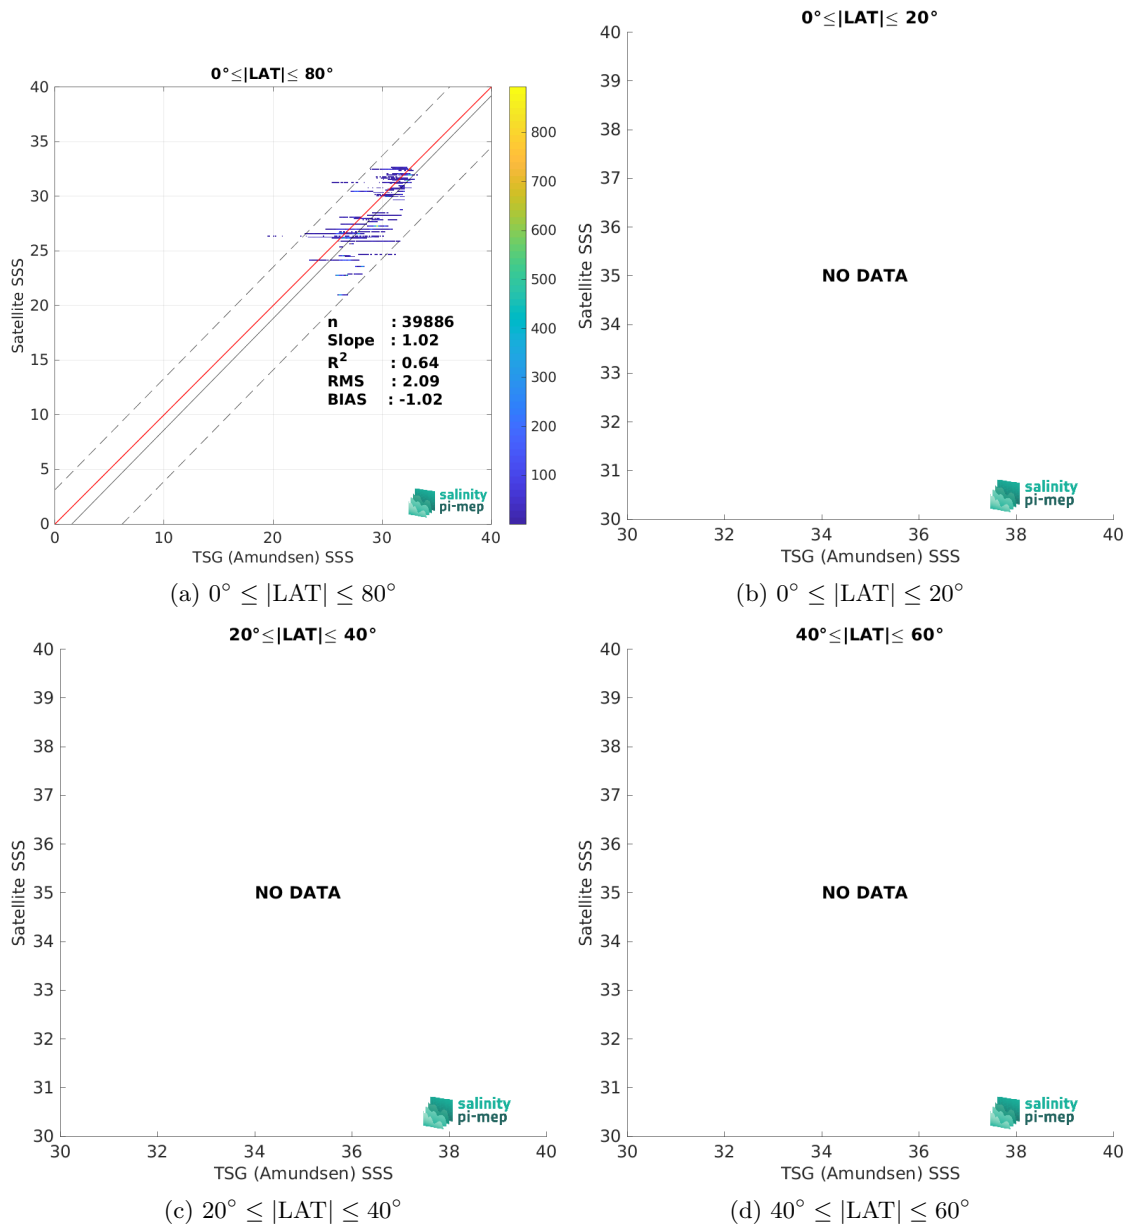 0°≤|LAT|≤ 80°
40
35
30
25
20
15
10
5
0
Satellite SSS
0
10
20
30
40
TSG (Amundsen) SSS
n : 39886
Slope : 1.02
R2 : 0.64
RMS : 2.09
BIAS : -1.02
800
700
600
500
400
300
200
100
salinity
pi-mep
(a) 0° ≤ |LAT| ≤ 80°
0°≤|LAT|≤ 20°
40
39
38
37
36
35
34
33
32
31
30
Satellite SSS
NO DATA
30
32
34
36
38
40
TSG (Amundsen) SSS
salinity
pi-mep
(b) 0° ≤ |LAT| ≤ 20°
20°≤|LAT|≤ 40°
40
39
38
37
36
35
34
33
32
31
30
Satellite SSS
NO DATA
30
32
34
36
38
40
TSG (Amundsen) SSS
salinity
pi-mep
(c) 20° ≤ |LAT| ≤ 40°
40°≤|LAT|≤ 60°
40
39
38
37
36
35
34
33
32
31
30
Satellite SSS
NO DATA
30
32
34
36
38
40
TSG (Amundsen) SSS
salinity
pi-mep
(d) 40° ≤ |LAT| ≤ 60°